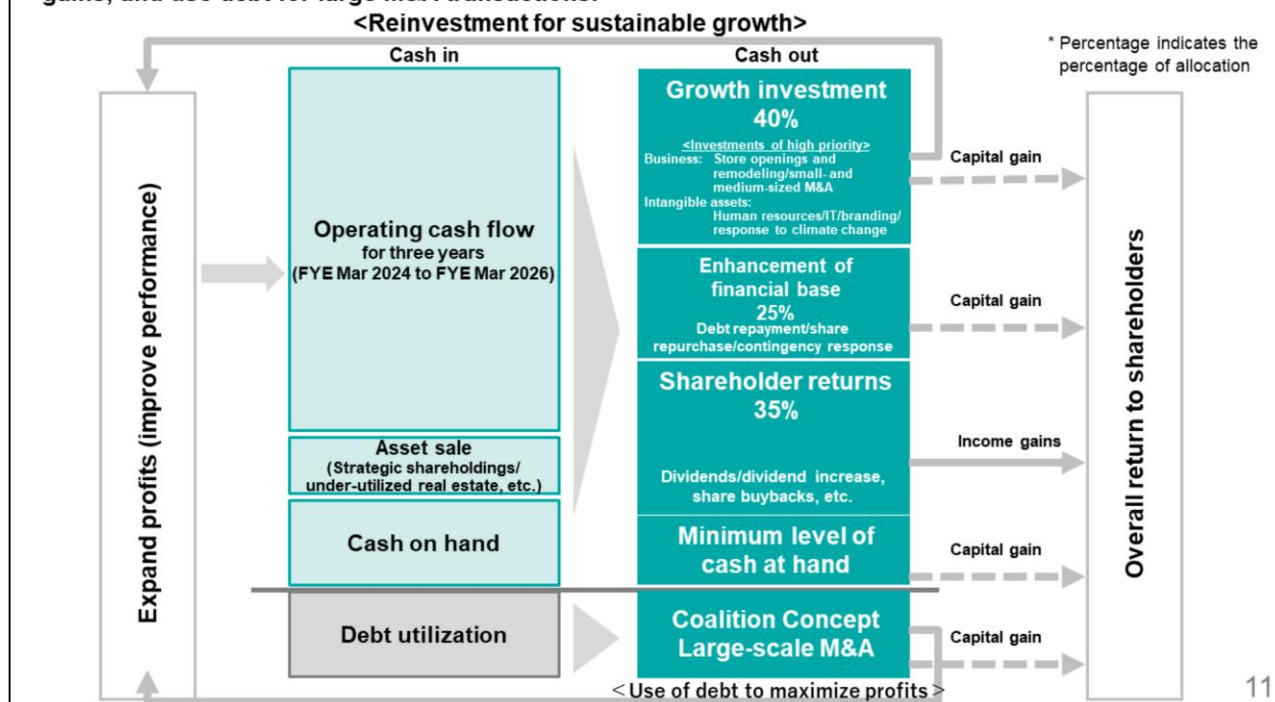 <Reinvestment for sustainable growth>
Cash in
Cash out
* Percentage indicates the
percentage of allocation
Expand profits (improve performance)
Operating cash flow
for three years
(FYE Mar 2024 to FYE Mar 2026)
Asset sale
(Strategic shareholdings/
under-utilized real estate, etc.)
Cash on hand
Debt utilization
Growth investment
40%
<Investments of high priority>
Business: Store openings and
remodeling/small- and
medium-sized M&A
Intangible assets:
Human resources/IT/branding/
response to climate change
Enhancement of
financial base
25%
Debt repayment/share
repurchase/contingency response
Shareholder returns
35%
Dividends/dividend increase,
share buybacks, etc.
Minimum level of
cash at hand
Coalition Concept
Large-scale M&A
<Use of debt to maximize profits>
Capital gain
Capital gain
Income gains
Capital gain
Capital gain
Overall return to shareholders
11